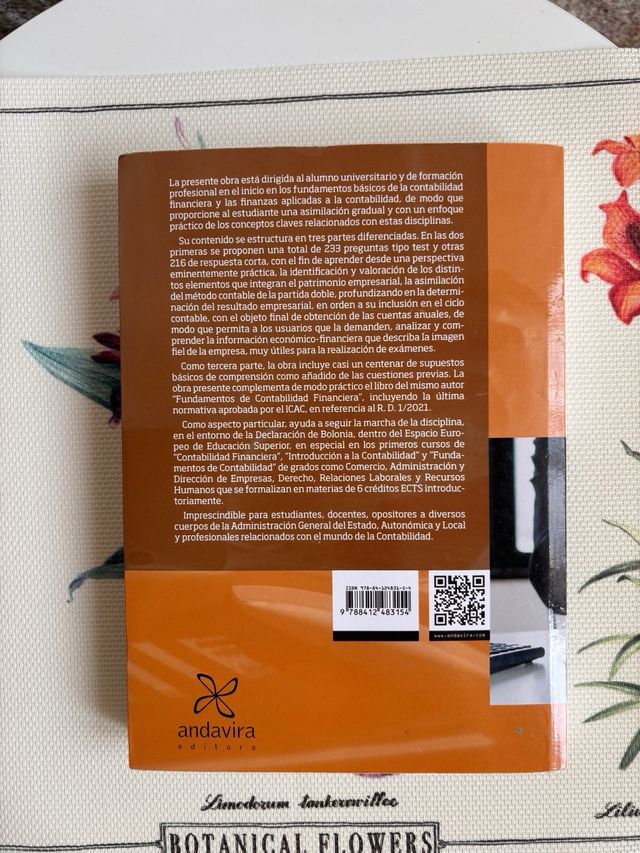 La presente obra está dirigida al alumno universitario y de formación
profesional en el inicio en los fundamentos básicos de la contabilidad
financiera y las finanzas aplicadas a la contabilidad, de modo que
proporcione al estudiante una asimilación gradual y con un enfoque
práctico de los conceptos claves relacionados con estas disciplinas.
Su contenido se estructura en tres partes diferenciadas. En las dos
primeras se proponen una total de 233 preguntas tipo test y otras
216 de respuesta corta, con el fin de aprender desde una perspectiva
eminentemente práctica, la identificación y valoración de los distin-
tos elementos que integran el patrimonio empresarial, la asimilación
del método contable de la partida doble, profundizando en la determi-
nación del resultado empresarial, en orden a su inclusión en el ciclo
contable, con el objeto final de obtención de las cuentas anuales, de
modo que permita a los usuarios que la demanden, analizar y com-
prender la información económico-financiera que describa la imagen
fiel de la empresa, muy útiles para la realización de exámenes.
Como tercera parte, la obra incluye casi un centenar de supuestos
básicos de comprensión como añadido de las cuestiones previas. La
obra presente complementa de modo práctico el libro del mismo autor
"Fundamentos de Contabilidad Financiera", incluyendo la última
normativa aprobada por el ICAC, en referencia al R. D. 1/2021.
Como aspecto particular, ayuda a seguir la marcha de la disciplina,
en el entorno de la Declaración de Bolonia, dentro del Espacio Euro-
peo de Educación Superior, en especial en los primeros cursos de
"Contabilidad Financiera", "Introducción a la Contabilidad" y "Funda-
mentos de Contabilidad" de grados como Comercio, Administración y
Dirección de Empresas, Derecho, Relaciones Laborales y Recursos
Humanos que se formalizan en materias de 6 créditos ECTS introduc-
toriamente.
Imprescindible para estudiantes, docentes, opositores a diversos
cuerpos de la Administración General del Estado, Autonómica y Local
y profesionales relacionados con el mundo de la Contabilidad.
ISBN 978-84-124831-5-4
9 788412 483154
www.andavira.com
andavira
editora
Limodorum tankervillae
BOTANICAL FLOWERS